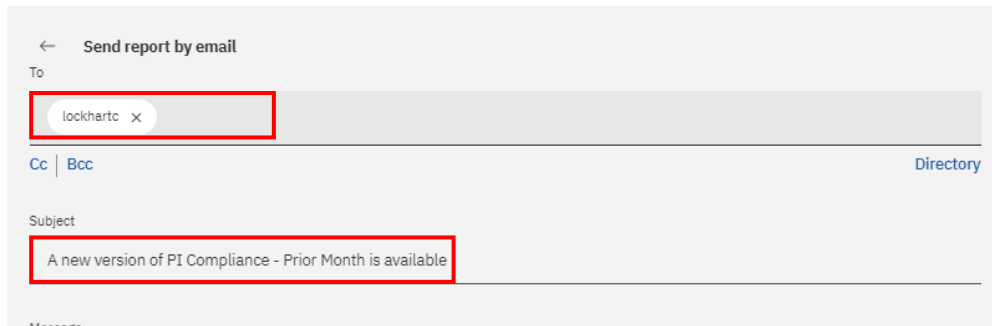 ← Send report by email
To
lockhartc ×
Cc | Bcc Directory
Subject
A new version of PI Compliance - Prior Month is available
Message